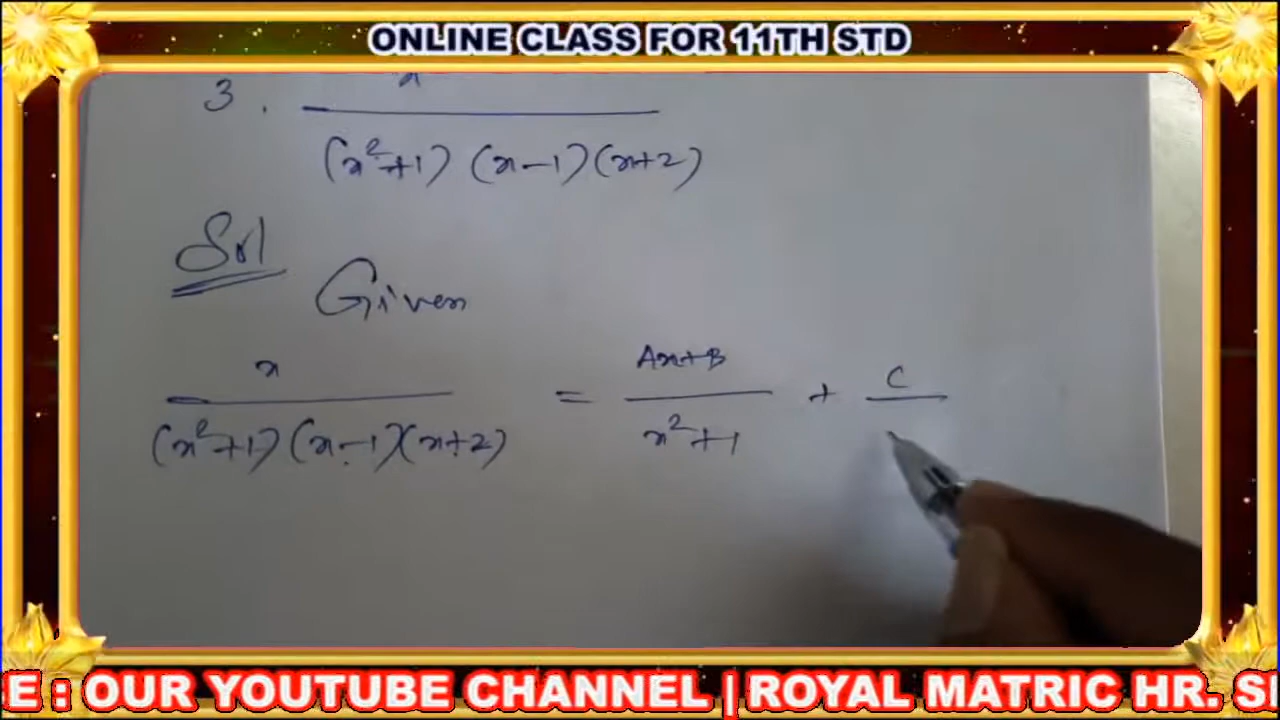 ONLINE CLASS FOR 11TH STD
3. x
(x²+1) (x-1)(x+2)
Sol
Given
x = Ax+B + C
(x²+1)(x-1)(x+2) x²+1
E : OUR YOUTUBE CHANNEL | ROYAL MATRIC HR.